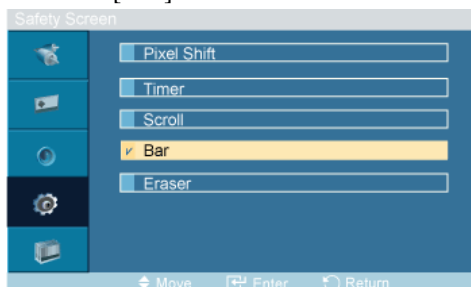 Safety Screen
Pixel Shift
Timer
Scroll
Bar
Eraser
Move Enter Return